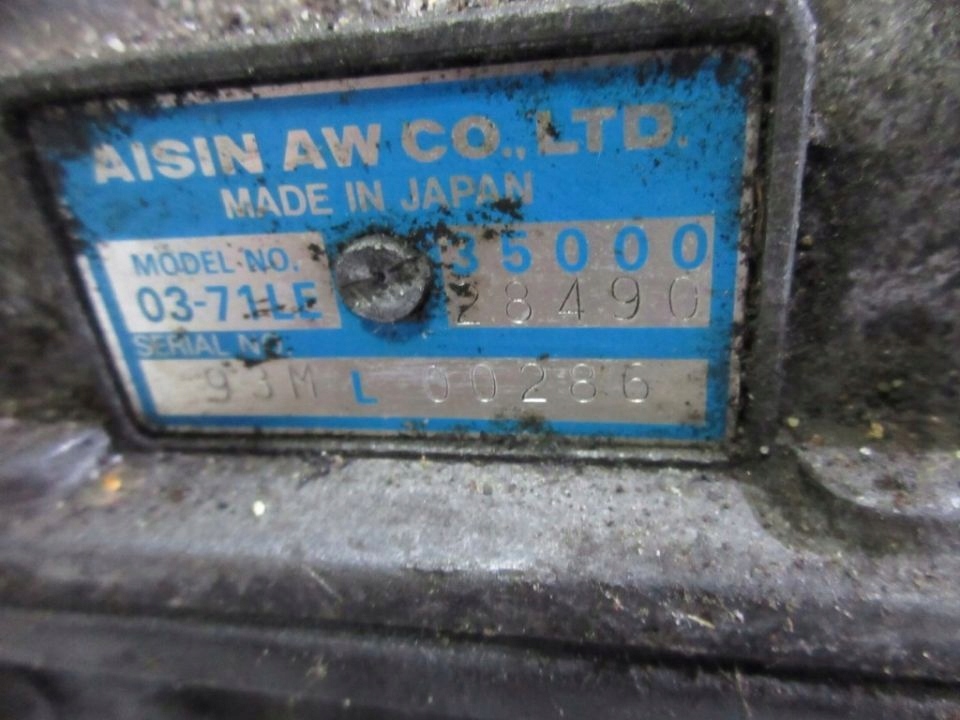 AISIN AW CO., LTD.
MADE IN JAPAN
MODEL NO. 35000
03-71LE 28490
SERIAL NO.
93M L 00286